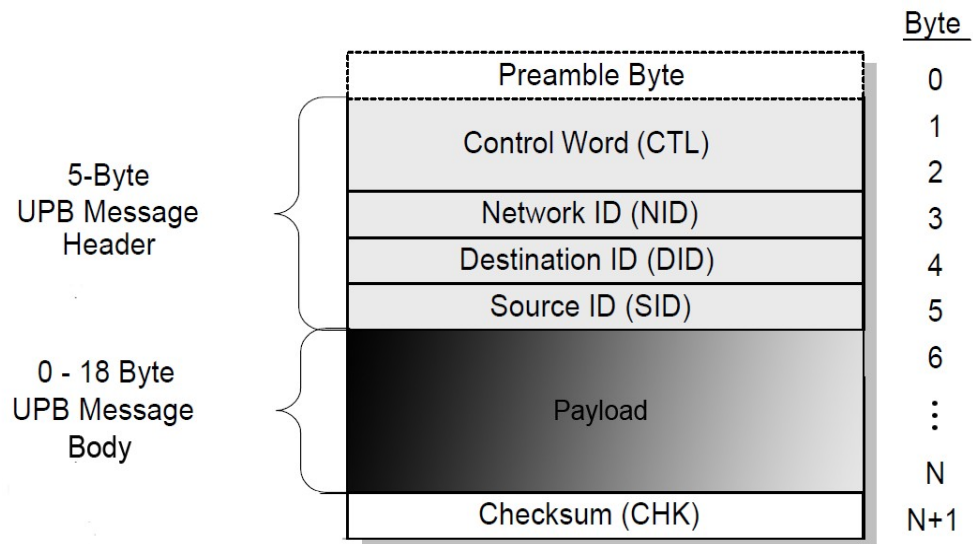 Byte
Preamble Byte
0
5-Byte
UPB Message
Header
Control Word (CTL)
1
2
Network ID (NID)
3
Destination ID (DID)
4
Source ID (SID)
5
0 - 18 Byte
UPB Message
Body
Payload
6
⋮
N
Checksum (CHK)
N+1